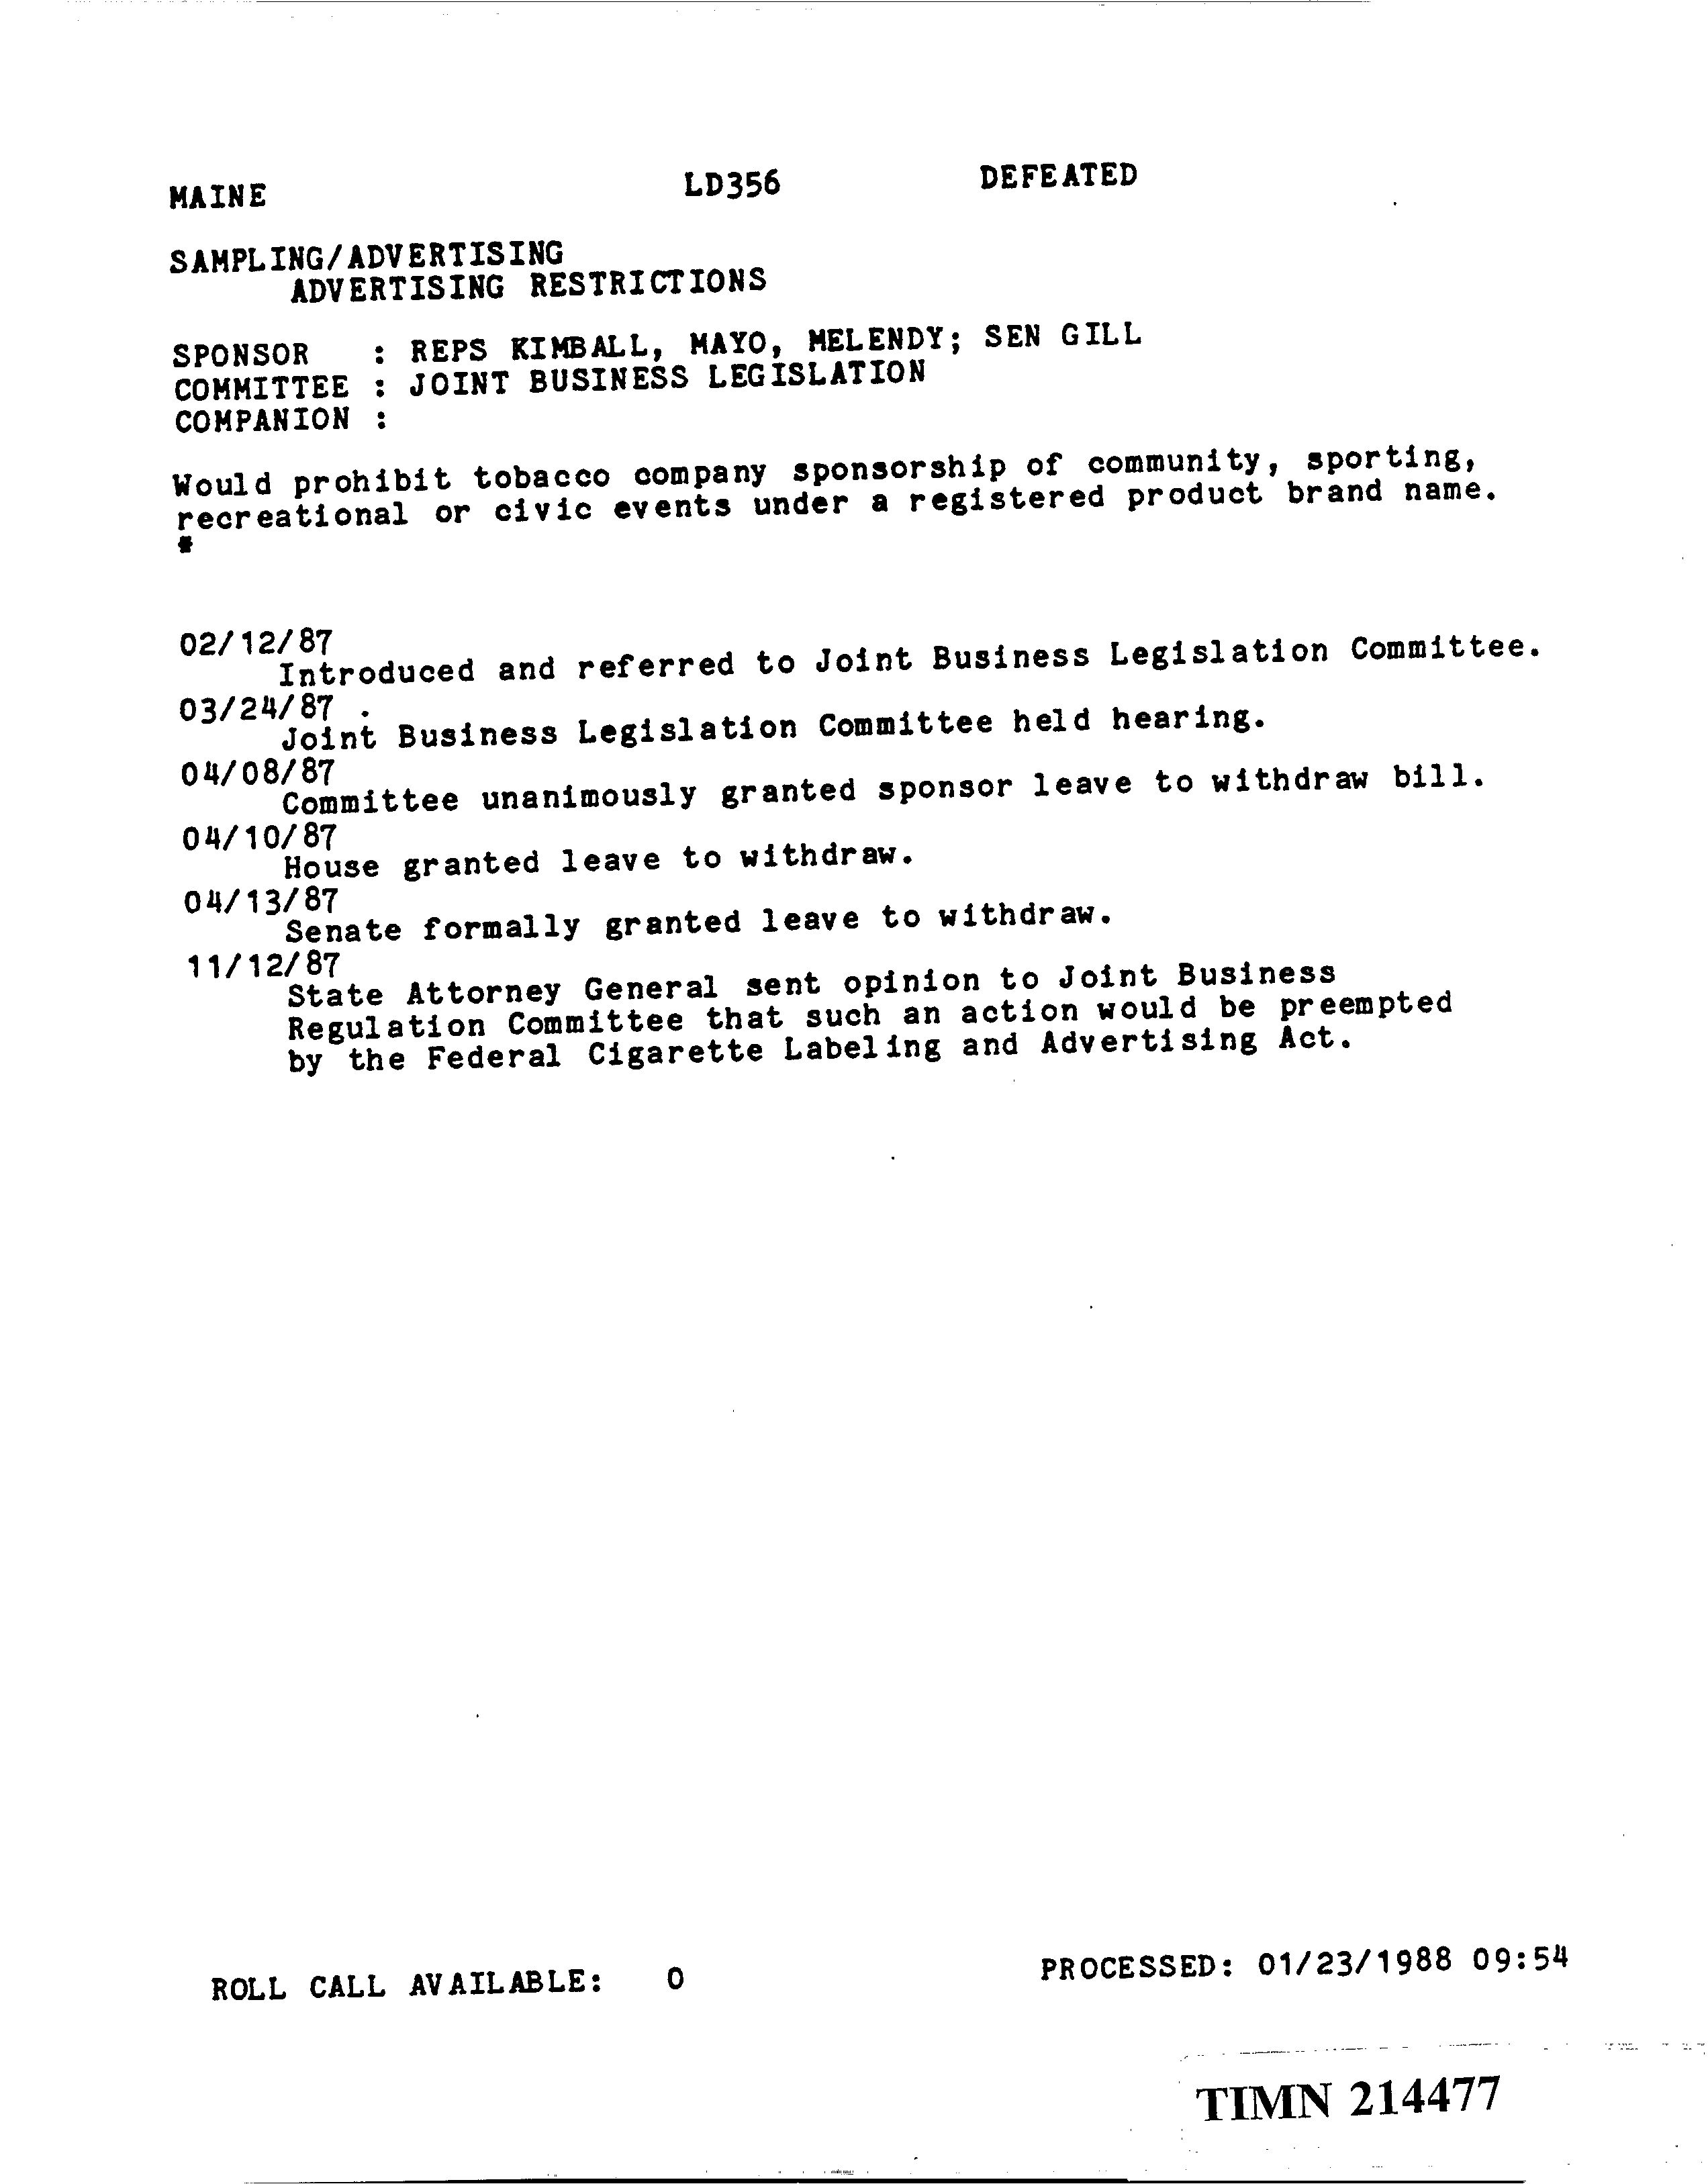 MAINE LD356 DEFEATED
SAMPLING/ADVERTISING
ADVERTISING RESTRICTIONS
SPONSOR : REPS KIMBALL, MAYO, MELENDY; SEN GILL
COMMITTEE : JOINT BUSINESS LEGISLATION
COMPANION :
Would prohibit tobacco company sponsorship of community, sporting,
recreational or civic events under a registered product brand name.
#
02/12/87
Introduced and referred to Joint Business Legislation Committee.
03/24/87
Joint Business Legislation Committee held hearing.
04/08/87
Committee unanimously granted sponsor leave to withdraw bill.
04/10/87
House granted leave to withdraw.
04/13/87
Senate formally granted leave to withdraw.
11/12/87
State Attorney General sent opinion to Joint Business
Regulation Committee that such an action would be preempted
by the Federal Cigarette Labeling and Advertising Act.
ROLL CALL AVAILABLE: 0 PROCESSED: 01/23/1988 09:54
TIMN 214477